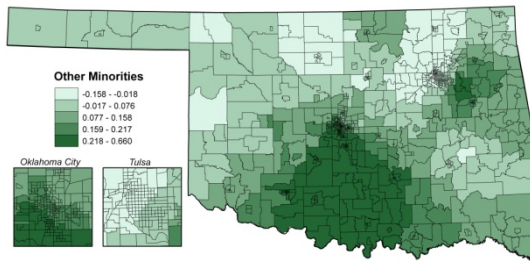 Other Minorities
-0.158 - -0.018
-0.017 - 0.076
0.077 - 0.158
0.159 - 0.217
0.218 - 0.660
Oklahoma City
Tulsa